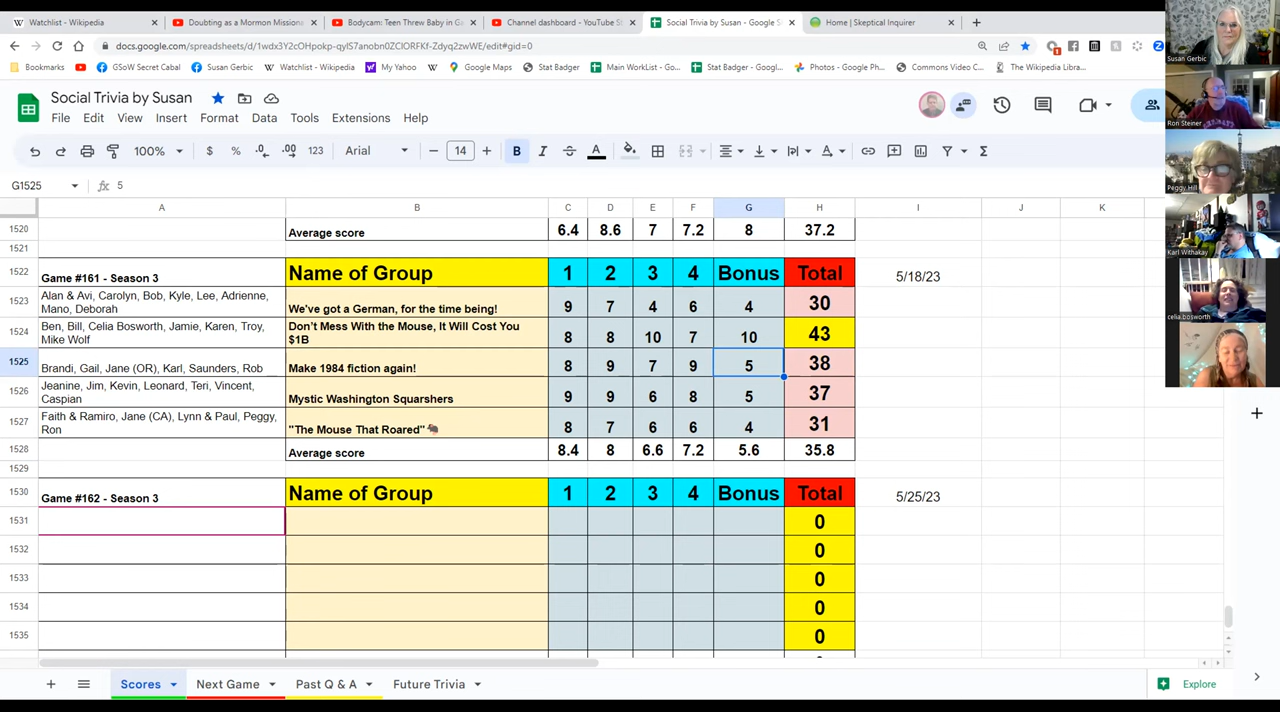 Watchlist - Wikipedia
Doubting as a Mormon Missiona
Bodycam: Teen Threw Baby in Ga
Channel dashboard - YouTube St
Social Trivia by Susan - Google S
Home | Skeptical Inquirer
docs.google.com/spreadsheets/d/1wdx3Y2cOHpokp-qyIS7anobn0ZClORFKf-Zdyq2zwWE/edit#gid=0
Bookmarks
GSoW Secret Cabal
Susan Gerbic
Watchlist - Wikipedia
My Yahoo
Google Maps
Stat Badger
Main WorkList - Go...
Stat Badger - Googl...
Photos - Google Ph...
Commons Video C...
The Wikipedia Libra...
Social Trivia by Susan
File Edit View Insert Format Data Tools Extensions Help
100% $ % .0 .00 123 Arial 14 B I A
G1525 fx 5
A B C D E F G H I J K
1520 Average score 6.4 8.6 7 7.2 8 37.2
1521
1522 Game #161 - Season 3 Name of Group 1 2 3 4 Bonus Total 5/18/23
1523 Alan & Avi, Carolyn, Bob, Kyle, Lee, Adrienne,
Mano, Deborah We've got a German, for the time being! 9 7 4 6 4 30
1524 Ben, Bill, Celia Bosworth, Jamie, Karen, Troy,
Mike Wolf Don't Mess With the Mouse, It Will Cost You
$1B 8 8 10 7 10 43
1525 Brandi, Gail, Jane (OR), Karl, Saunders, Rob Make 1984 fiction again! 8 9 7 9 5 38
1526 Jeanine, Jim, Kevin, Leonard, Teri, Vincent,
Caspian Mystic Washington Squarshers 9 9 6 8 5 37
1527 Faith & Ramiro, Jane (CA), Lynn & Paul, Peggy,
Ron "The Mouse That Roared" 8 7 6 6 4 31
1528 Average score 8.4 8 6.6 7.2 5.6 35.8
1529
1530 Game #162 - Season 3 Name of Group 1 2 3 4 Bonus Total 5/25/23
1531 0
1532 0
1533 0
1534 0
1535 0
Scores Next Game Past Q & A Future Trivia Explore
Susan Gerbic
Ron Steiner
Peggy Hill
Karl Withakay
celia bosworth